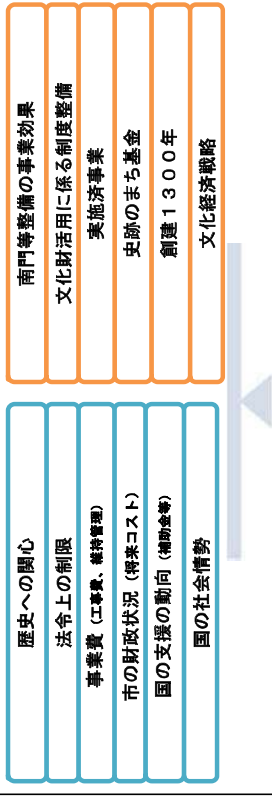 歴史への関心
法令上の制限
事業費(工事費、維持管理)
市の財政状況(将来コスト)
国の支援の動向(補助金等)
国の社会情勢
南門等整備の事業効果
文化財活用に係る制度整備
実施済事業
史跡のまち基金
創建1300年
文化経済戦略